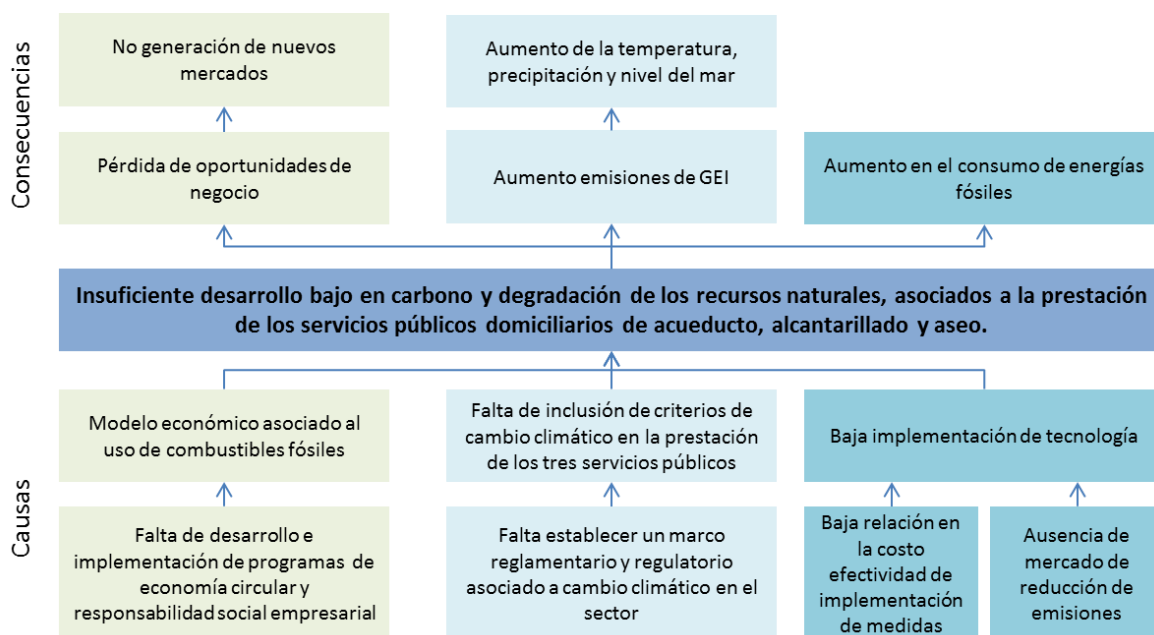 Consecuencias
No generación de nuevos
mercados
Aumento de la temperatura,
precipitación y nivel del mar
Pérdida de oportunidades de
negocio
Aumento emisiones de GEI
Aumento en el consumo de energías
fósiles
Insuficiente desarrollo bajo en carbono y degradación de los recursos naturales, asociados a la prestación
de los servicios públicos domiciliarios de acueducto, alcantarillado y aseo.
Causas
Modelo económico asociado al
uso de combustibles fósiles
Falta de inclusión de criterios de
cambio climático en la prestación
de los tres servicios públicos
Baja implementación de tecnología
Falta de desarrollo e
implementación de programas de
economía circular y
responsabilidad social empresarial
Falta establecer un marco
reglamentario y regulatorio
asociado a cambio climático en el
sector
Baja relación en
la costo
efectividad de
implementación
de medidas
Ausencia de
mercado de
reducción de
emisiones